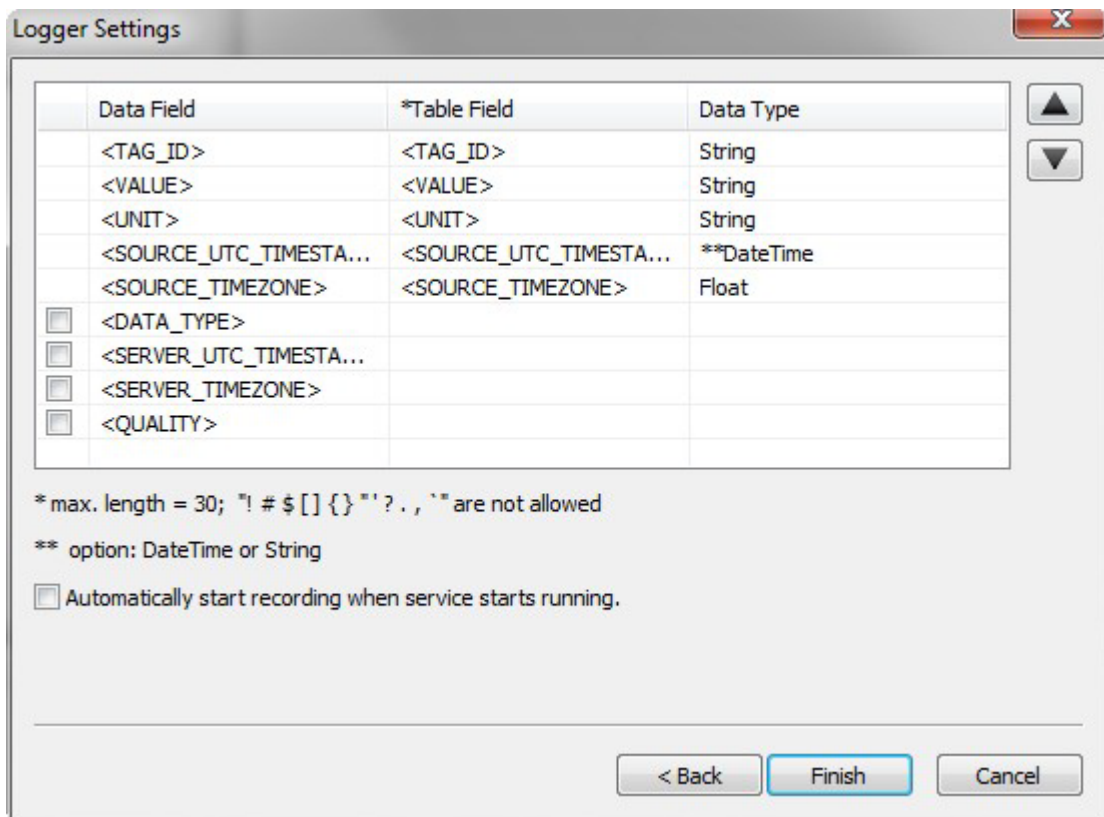 Logger Settings
Data Field *Table Field Data Type
<TAG_ID> <TAG_ID> String
<VALUE> <VALUE> String
<UNIT> <UNIT> String
<SOURCE_UTC_TIMESTA... <SOURCE_UTC_TIMESTA... **DateTime
<SOURCE_TIMEZONE> <SOURCE_TIMEZONE> Float
<DATA_TYPE>
<SERVER_UTC_TIMESTA...
<SERVER_TIMEZONE>
<QUALITY>
* max. length = 30; "! # $ [ ] { } " ' ? . , `" are not allowed
** option: DateTime or String
Automatically start recording when service starts running.
< Back Finish Cancel